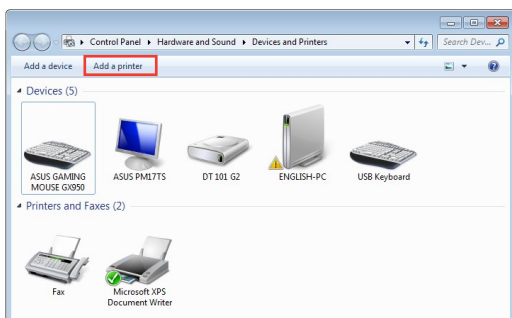 Control Panel Hardware and Sound Devices and Printers
Search Dev...
Add a device Add a printer
Devices (5)
ASUS GAMING
MOUSE GX950
ASUS PM17TS
DT 101 G2
ENGLISH-PC
USB Keyboard
Printers and Faxes (2)
Fax
Microsoft XPS
Document Writer